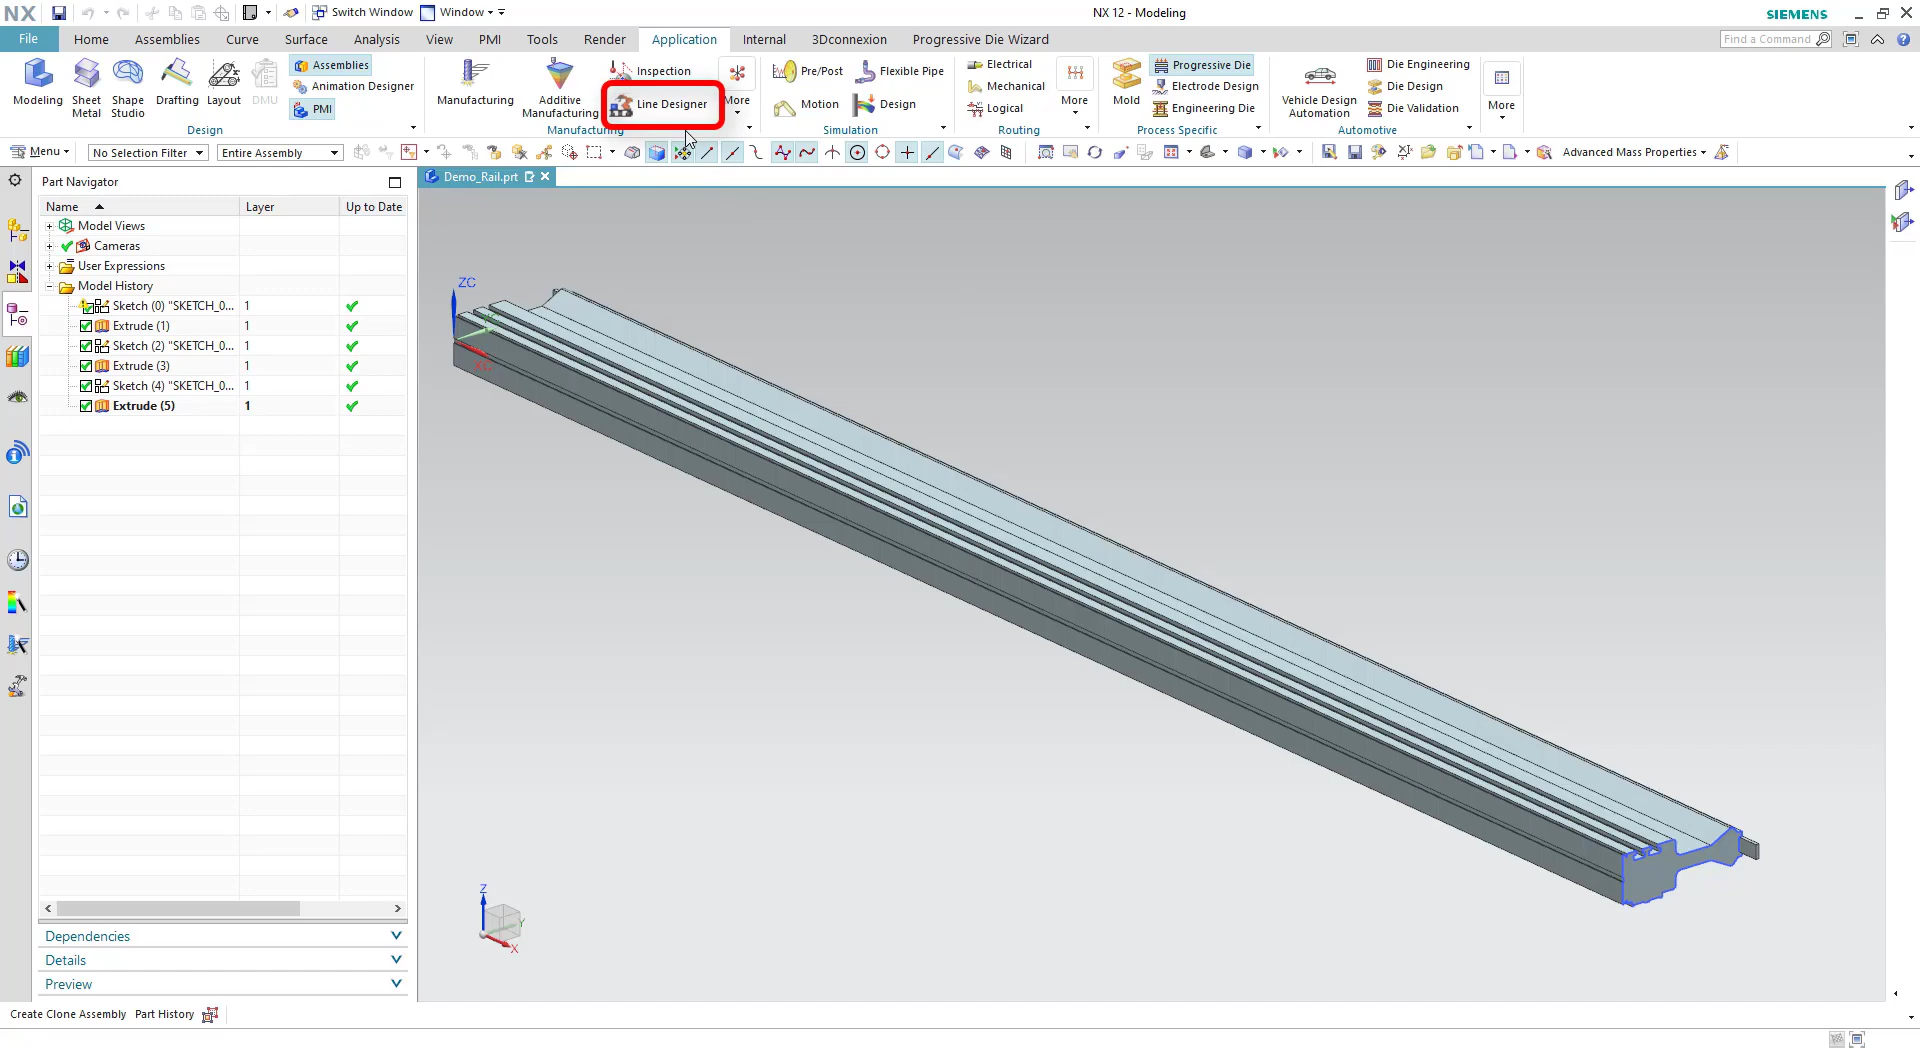 NX
Switch Window
Window
NX 12 - Modeling
SIEMENS
File
Home
Assemblies
Curve
Surface
Analysis
View
PMI
Tools
Render
Application
Internal
3Dconnexion
Progressive Die Wizard
Find a Command
Modeling
Sheet
Metal
Shape
Studio
Drafting
Layout
DMU
Assemblies
Animation Designer
PMI
Design
Manufacturing
Additive
Manufacturing
Inspection
Line Designer
More
Manufacturing
Pre/Post
Flexible Pipe
Motion
Design
Simulation
Electrical
Mechanical
Logical
More
Routing
Mold
Progressive Die
Electrode Design
Engineering Die
Process Specific
Vehicle Design
Automation
Die Engineering
Die Design
Die Validation
Automotive
More
Menu
No Selection Filter
Entire Assembly
Advanced Mass Properties
Part Navigator
Demo_Rail.prt
Name
Layer
Up to Date
Model Views
Cameras
User Expressions
Model History
Sketch (0) "SKETCH_0... 1
Extrude (1) 1
Sketch (2) "SKETCH_0... 1
Extrude (3) 1
Sketch (4) "SKETCH_0... 1
Extrude (5) 1
ZC
Z
Y
X
Dependencies
Details
Preview
Create Clone Assembly
Part History